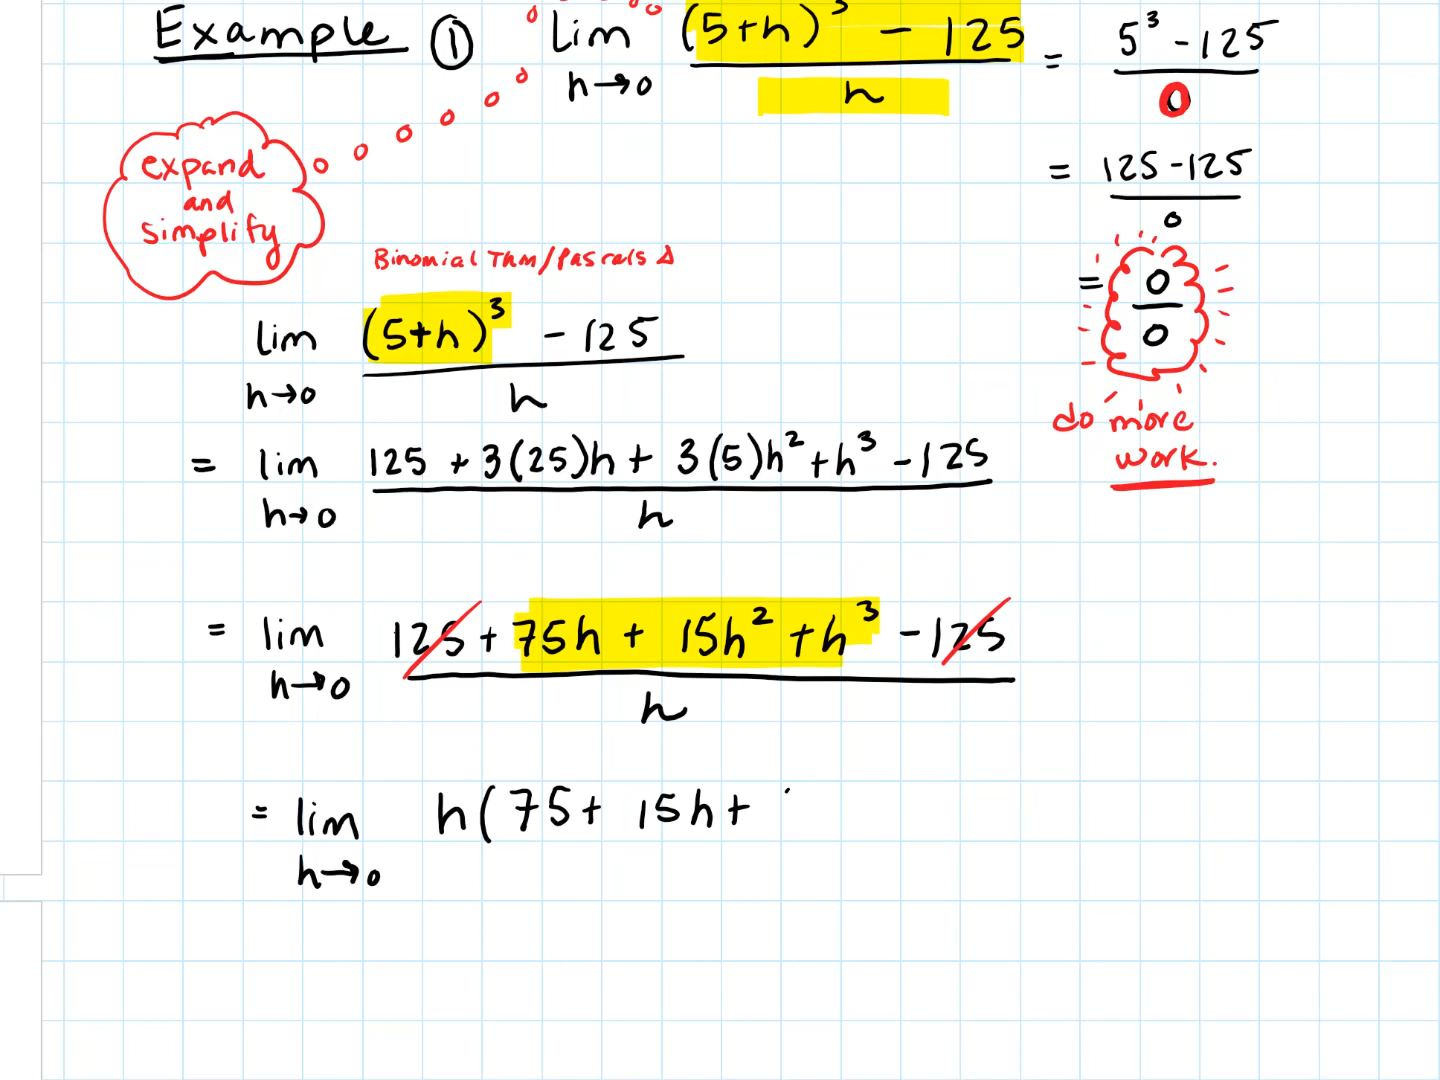 Example ① lim (5+h)³ - 125 = 5³ - 125
h→0 h 0
= 125 - 125
0
= 0
0
do more
work.
expand
and
simplify
Binomial Thm/Pascals Δ
lim (5+h)³ - 125
h→0 h
= lim 125 + 3(25)h + 3(5)h² + h³ - 125
h→0 h
= lim 125 + 75h + 15h² + h³ - 125
h→0 h
= lim h(75 + 15h +
h→0